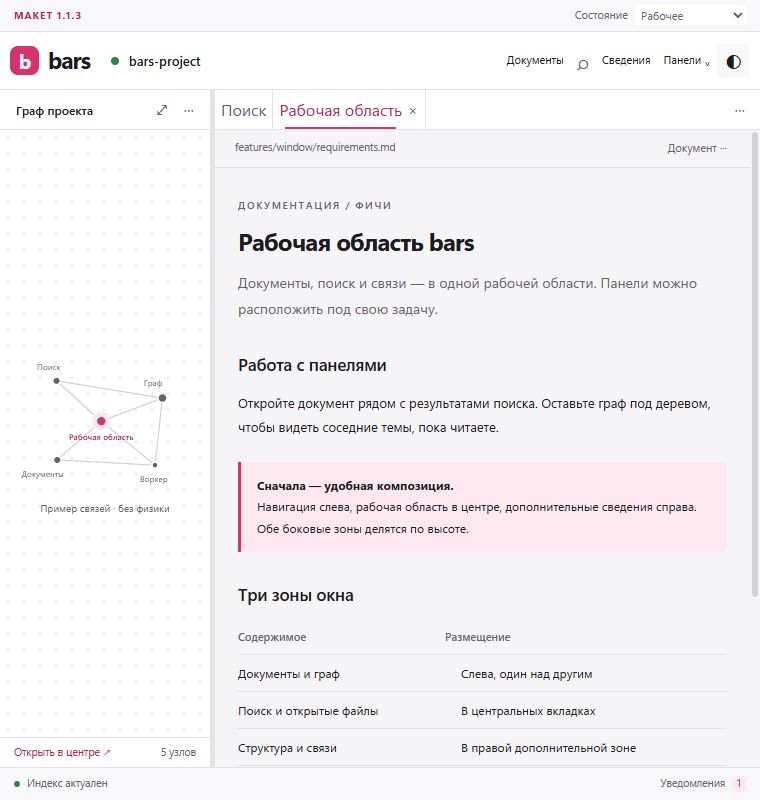 МАКЕТ 1.1.3
Состояние Рабочее
b bars bars-project
Документы Сведения Панели
Граф проекта ···
Поиск Рабочая область × ···
features/window/requirements.md Документ ···
ДОКУМЕНТАЦИЯ / ФИЧИ
Рабочая область bars
Документы, поиск и связи — в одной рабочей области. Панели можно
расположить под свою задачу.
Работа с панелями
Откройте документ рядом с результатами поиска. Оставьте граф под деревом,
чтобы видеть соседние темы, пока читаете.
Сначала — удобная композиция.
Навигация слева, рабочая область в центре, дополнительные сведения справа.
Обе боковые зоны делятся по высоте.
Три зоны окна
Содержимое Размещение
Документы и граф Слева, один над другим
Поиск и открытые файлы В центральных вкладках
Структура и связи В правой дополнительной зоне
Поиск
Граф
Рабочая область
Документы
Воркер
Пример связей · без физики
Открыть в центре ↗ 5 узлов
Индекс актуален Уведомления 1